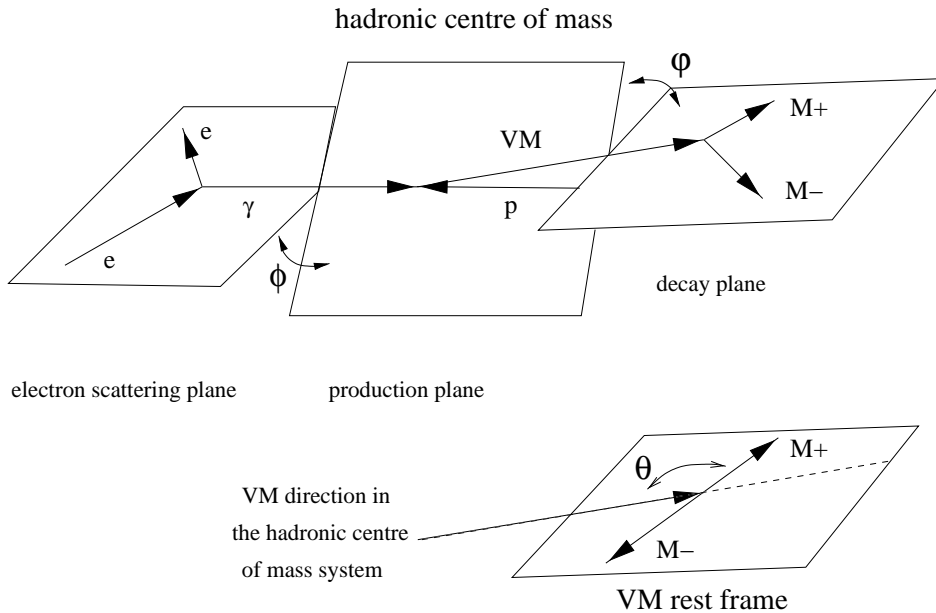 hadronic centre of mass
φ
M+
e
VM
M−
γ
p
e
ϕ
decay plane
electron scattering plane
production plane
M+
θ
VM direction in
the hadronic centre
of mass system
M−
VM rest frame